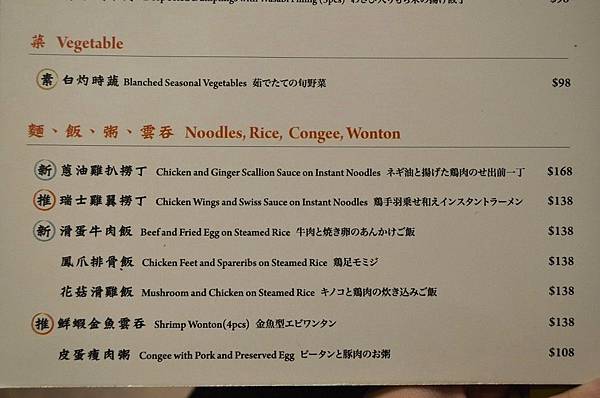 with Wasabi Filling (3pcs)
菜 Vegetable
素 白灼時蔬 Blanched Seasonal Vegetables 茹でたての旬野菜 $98
麵、飯、粥、雲吞 Noodles, Rice, Congee, Wonton
新 蔥油雞扒撈丁 Chicken and Ginger Scallion Sauce on Instant Noodles ネギ油と揚げた鶏肉のせ出前一丁 $168
推 瑞士雞翼撈丁 Chicken Wings and Swiss Sauce on Instant Noodles 鶏手羽乗せ和えインスタントラーメン $138
新 滑蛋牛肉飯 Beef and Fried Egg on Steamed Rice 牛肉と焼き卵のあんかけご飯 $138
鳳爪排骨飯 Chicken Feet and Spareribs on Steamed Rice 鶏足モミジ $138
花菇滑雞飯 Mushroom and Chicken on Steamed Rice キノコと鶏肉の炊き込みご飯 $138
推 鮮蝦金魚雲吞 Shrimp Wonton(4pcs) 金魚型エビワンタン $138
皮蛋瘦肉粥 Congee with Pork and Preserved Egg ピータンと豚肉のお粥 $108